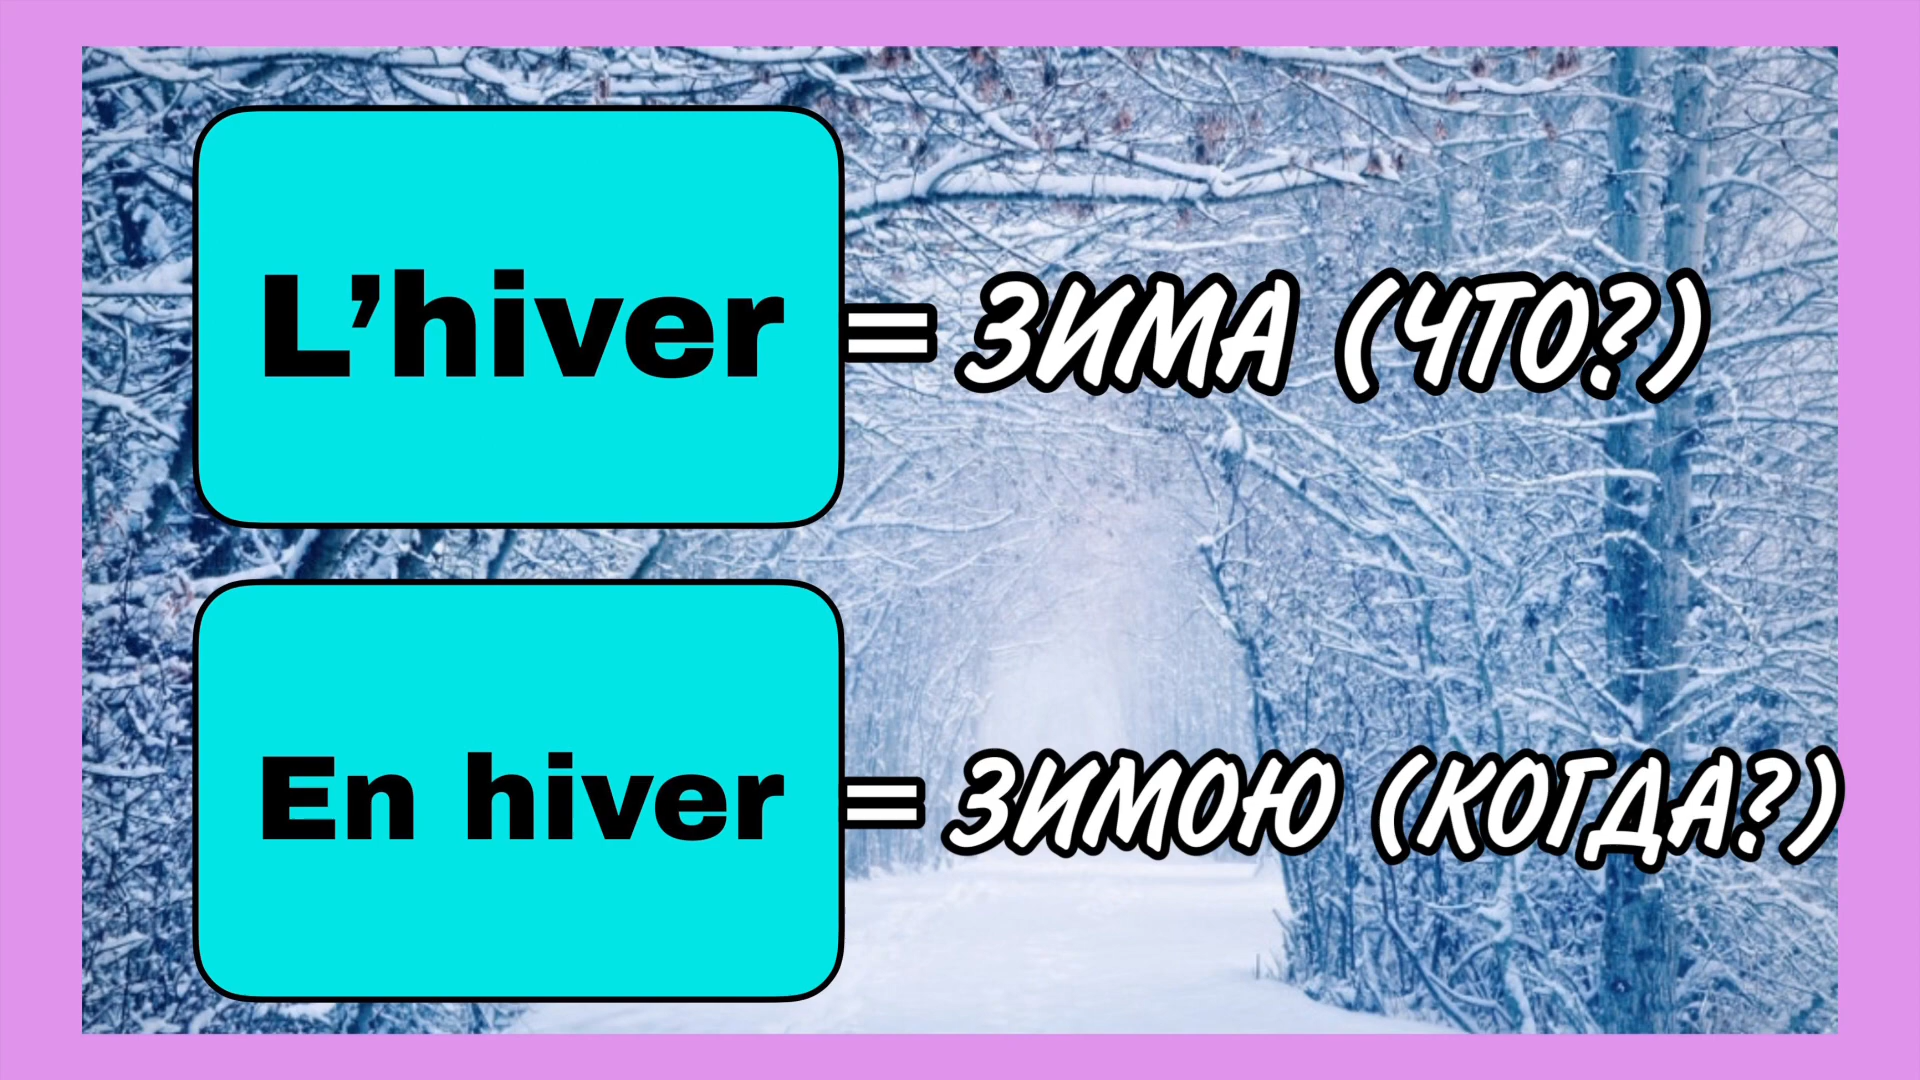 L’hiver = ЗИМА (ЧТО?)
En hiver = ЗИМОЮ (КОГДА?)